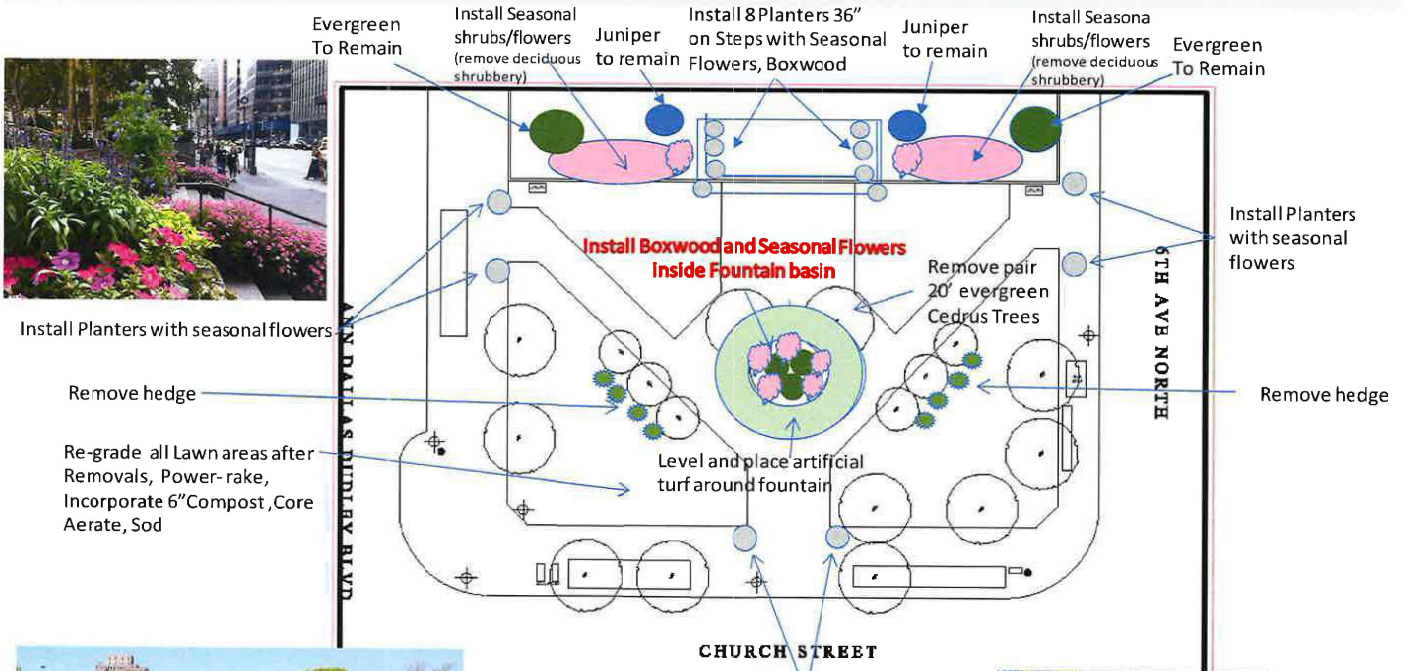 Evergreen
To Remain
Install Seasonal
shrubs/flowers
(remove deciduous
shrubbery)
Juniper
to remain
Install 8 Planters 36"
on Steps with Seasonal
Flowers, Boxwood
Juniper
to remain
Install Seasona
shrubs/flowers
(remove deciduous
shrubbery)
Evergreen
To Remain
Install Boxwood and Seasonal Flowers
inside Fountain basin
Remove pair
20' evergreen
Cedrus Trees
Install Planters
with seasonal
flowers
Install Planters with seasonal flowers
Remove hedge
Remove hedge
Re-grade all Lawn areas after
Removals, Power-rake,
Incorporate 6" Compost, Core
Aerate, Sod
Level and place artificial
turf around fountain
ANN DALLAS DUDLEY BLVD
6TH AVE NORTH
CHURCH STREET